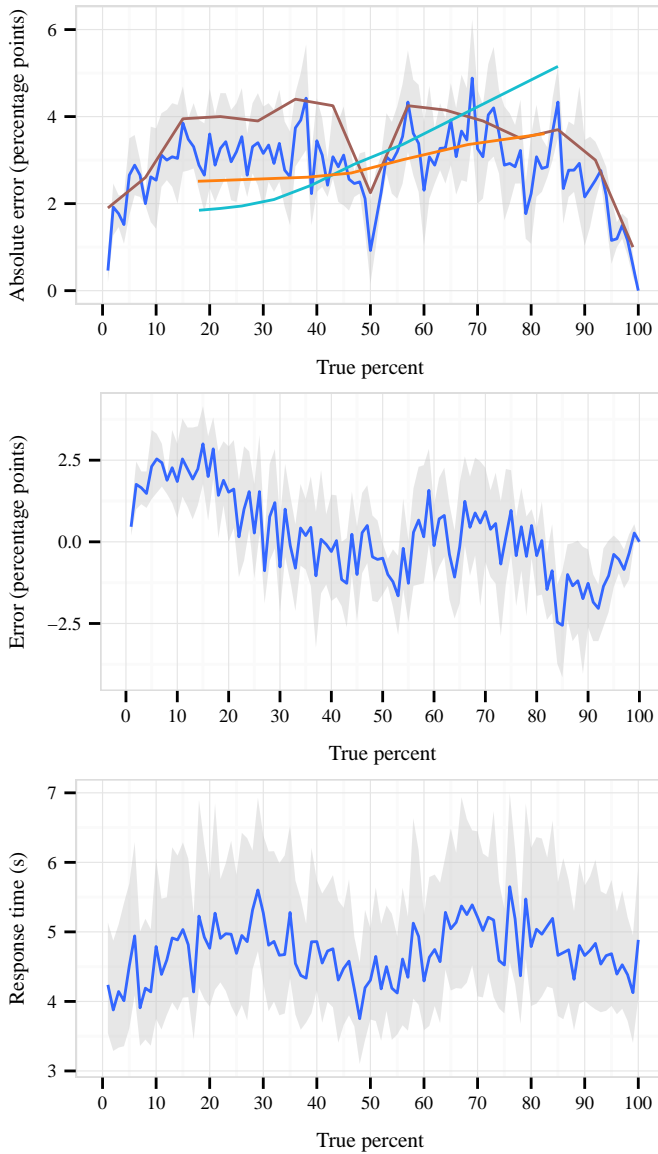 Absolute error (percentage points)
6
4
2
0
0 10 20 30 40 50 60 70 80 90 100
True percent
Error (percentage points)
2.5
0.0
−2.5
0 10 20 30 40 50 60 70 80 90 100
True percent
Response time (s)
7
6
5
4
3
0 10 20 30 40 50 60 70 80 90 100
True percent